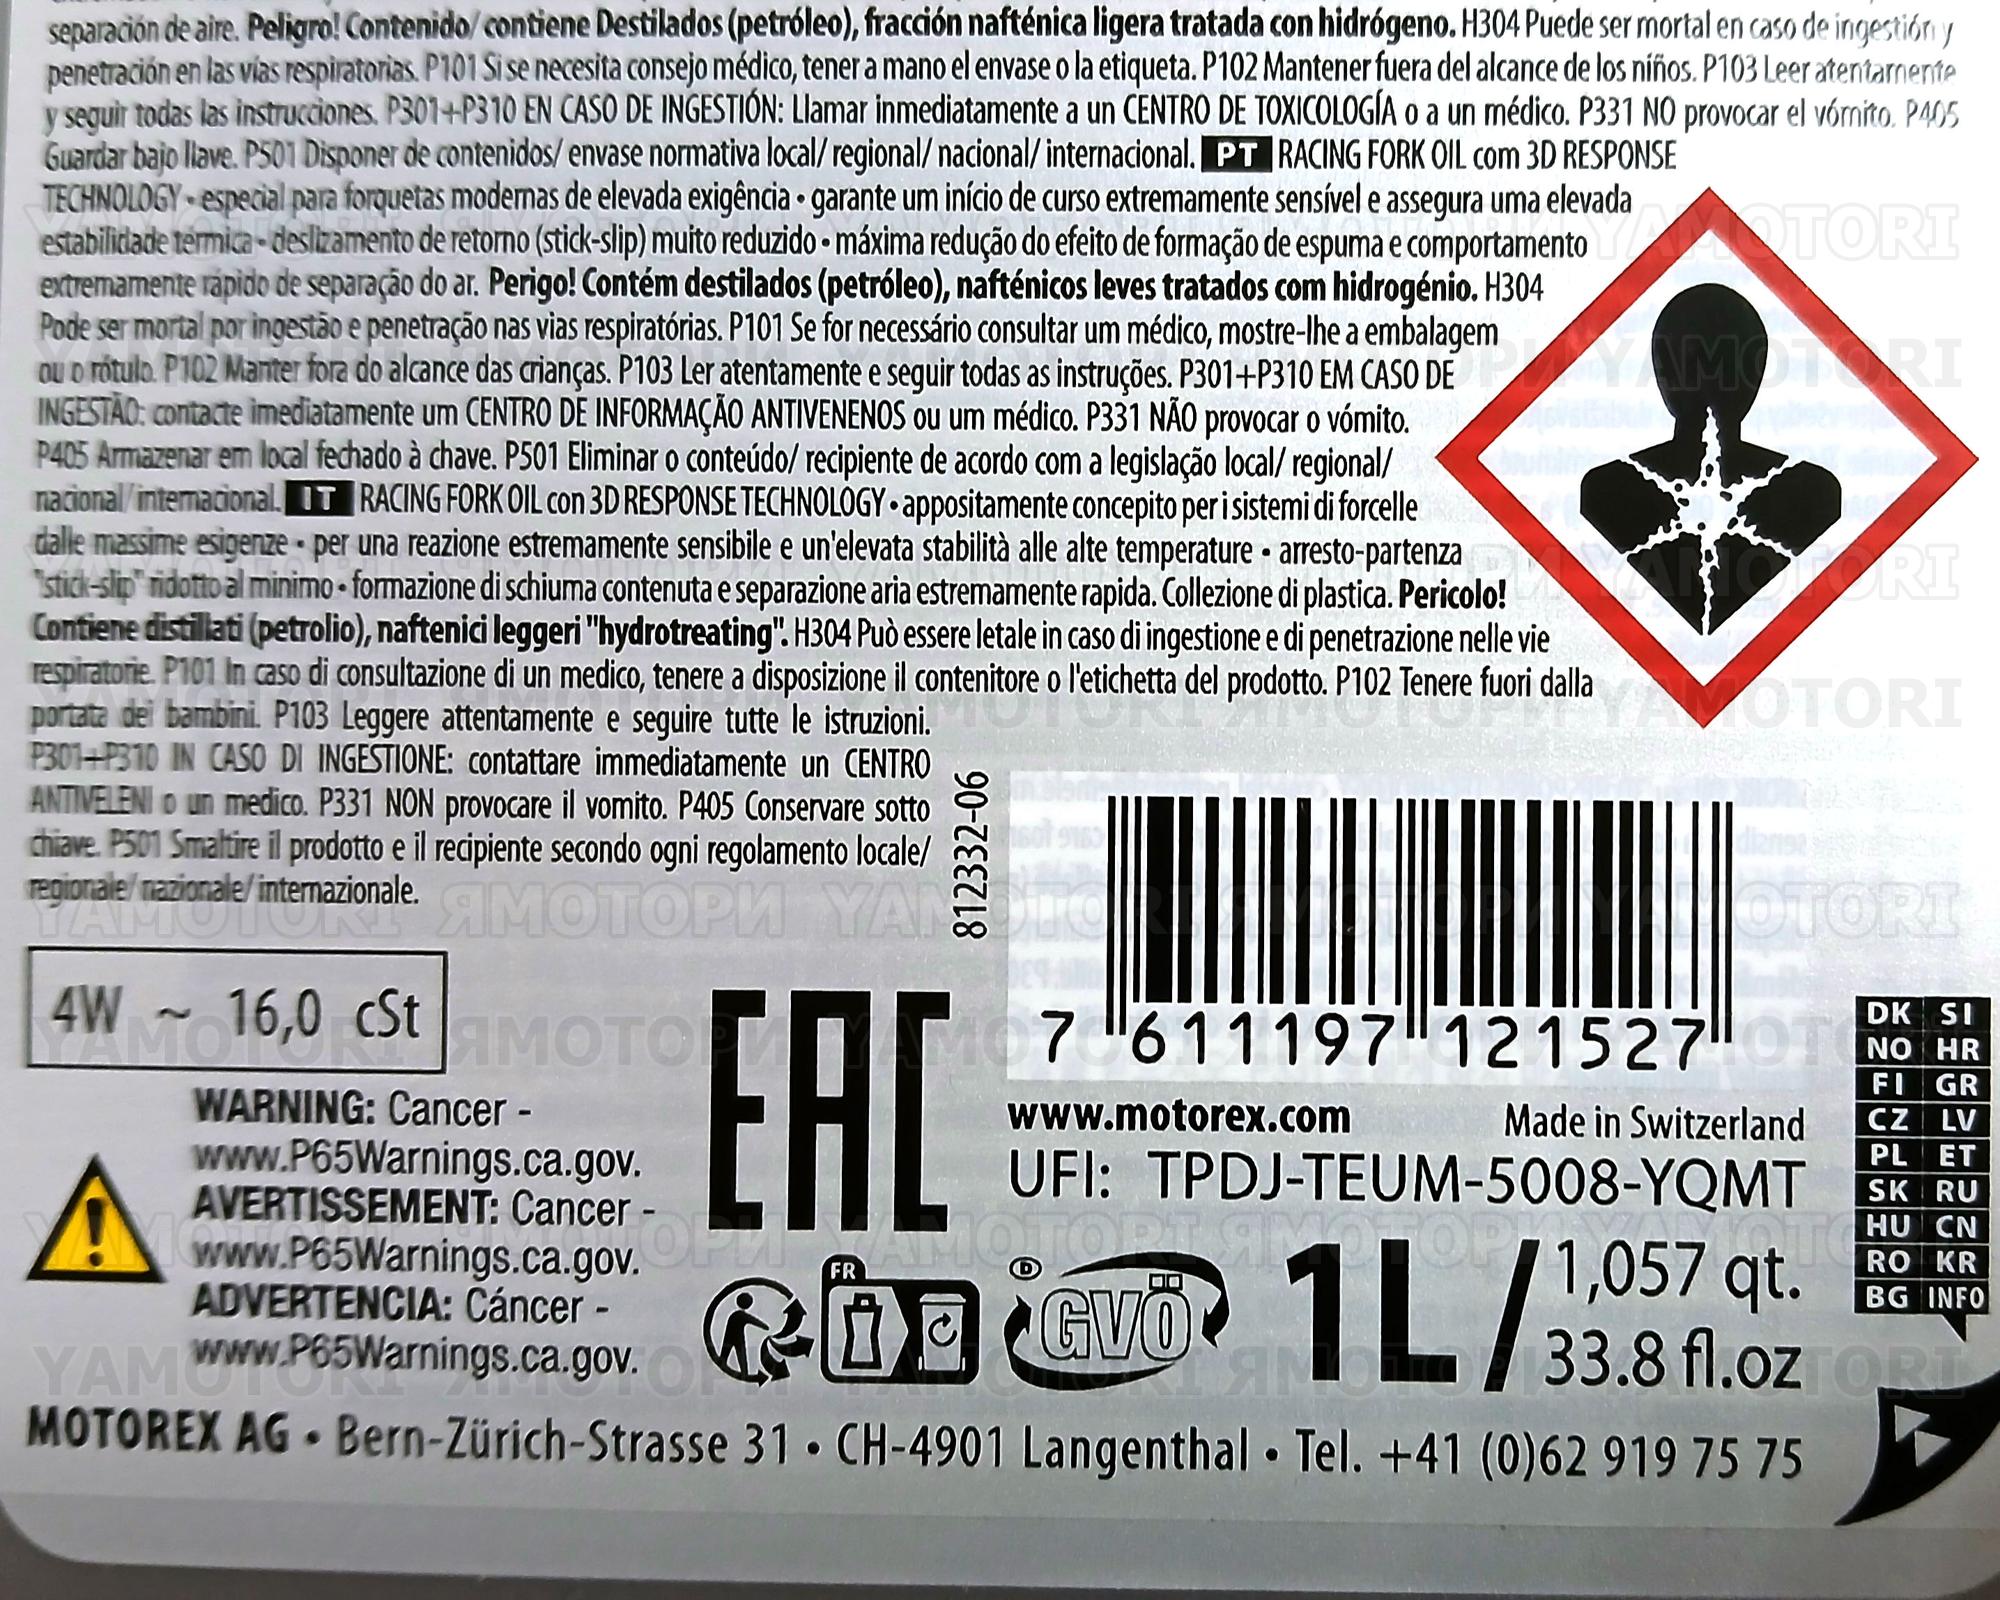 separación de aire. Peligro! Contenido/ contiene Destilados (petróleo), fracción nafténica ligera tratada con hidrógeno. H304 Puede ser mortal en caso de ingestión y
penetración en las vías respiratorias. P101 Si se necesita consejo médico, tener a mano el envase o la etiqueta. P102 Mantener fuera del alcance de los niños. P103 Leer atentamente
y seguir todas las instrucciones. P301+P310 EN CASO DE INGESTIÓN: Llamar inmediatamente a un CENTRO DE TOXICOLOGÍA o a un médico. P331 NO provocar el vómito. P405
Guardar bajo llave. P501 Disponer de contenidos/ envase normativa local/ regional/ nacional/ internacional. PT RACING FORK OIL com 3D RESPONSE
TECHNOLOGY • especial para forquetas modernas de elevada exigência • garante um início de curso extremamente sensível e assegura uma elevada
estabilidade térmica • deslizamento de retorno (stick-slip) muito reduzido • máxima redução do efeito de formação de espuma e comportamento
extremamente rápido de separação do ar. Perigo! Contém destilados (petróleo), nafténicos leves tratados com hidrogénio. H304
Pode ser mortal por ingestão e penetração nas vias respiratórias. P101 Se for necessário consultar um médico, mostre-lhe a embalagem
ou o rótulo. P102 Manter fora do alcance das crianças. P103 Ler atentamente e seguir todas as instruções. P301+P310 EM CASO DE
INGESTÃO: contacte imediatamente um CENTRO DE INFORMAÇÃO ANTIVENENOS ou um médico. P331 NÃO provocar o vómito.
P405 Armazenar em local fechado à chave. P501 Eliminar o conteúdo/ recipiente de acordo com a legislação local/ regional/
nacional/ internacional. IT RACING FORK OIL con 3D RESPONSE TECHNOLOGY • appositamente concepito per i sistemi di forcelle
dalle massime esigenze • per una reazione estremamente sensibile e un'elevata stabilità alle alte temperature • arresto-partenza
"stick-slip" ridotto al minimo • formazione di schiuma contenuta e separazione aria estremamente rapida. Collezione di plastica. Pericolo!
Contiene distillati (petrolio), naftenici leggeri "hydrotreating". H304 Può essere letale in caso di ingestione e di penetrazione nelle vie
respiratorie. P101 In caso di consultazione di un medico, tenere a disposizione il contenitore o l'etichetta del prodotto. P102 Tenere fuori dalla
portata dei bambini. P103 Leggere attentamente e seguire tutte le istruzioni.
P301+P310 IN CASO DI INGESTIONE: contattare immediatamente un CENTRO
ANTIVELENI o un medico. P331 NON provocare il vomito. P405 Conservare sotto
chiave. P501 Smaltire il prodotto e il recipiente secondo ogni regolamento locale/
regionale/ nazionale/ internazionale.
812332-06
7 611197 121527
4W ~ 16,0 cSt
WARNING: Cancer -
www.P65Warnings.ca.gov.
AVERTISSEMENT: Cancer -
www.P65Warnings.ca.gov.
ADVERTENCIA: Cáncer -
www.P65Warnings.ca.gov.
EAC
www.motorex.com Made in Switzerland
UFI: TPDJ-TEUM-5008-YQMT
FR
D
GVÖ
1L / 1,057 qt.
33.8 fl.oz
DK SI
NO HR
FI GR
CZ LV
PL ET
SK RU
HU CN
RO KR
BG INFO
MOTOREX AG • Bern-Zürich-Strasse 31 • CH-4901 Langenthal • Tel. +41 (0)62 919 75 75
YAMOTORI ЯМОТОРИ YAMOTORI ЯМОТОРИ YAMOTORI